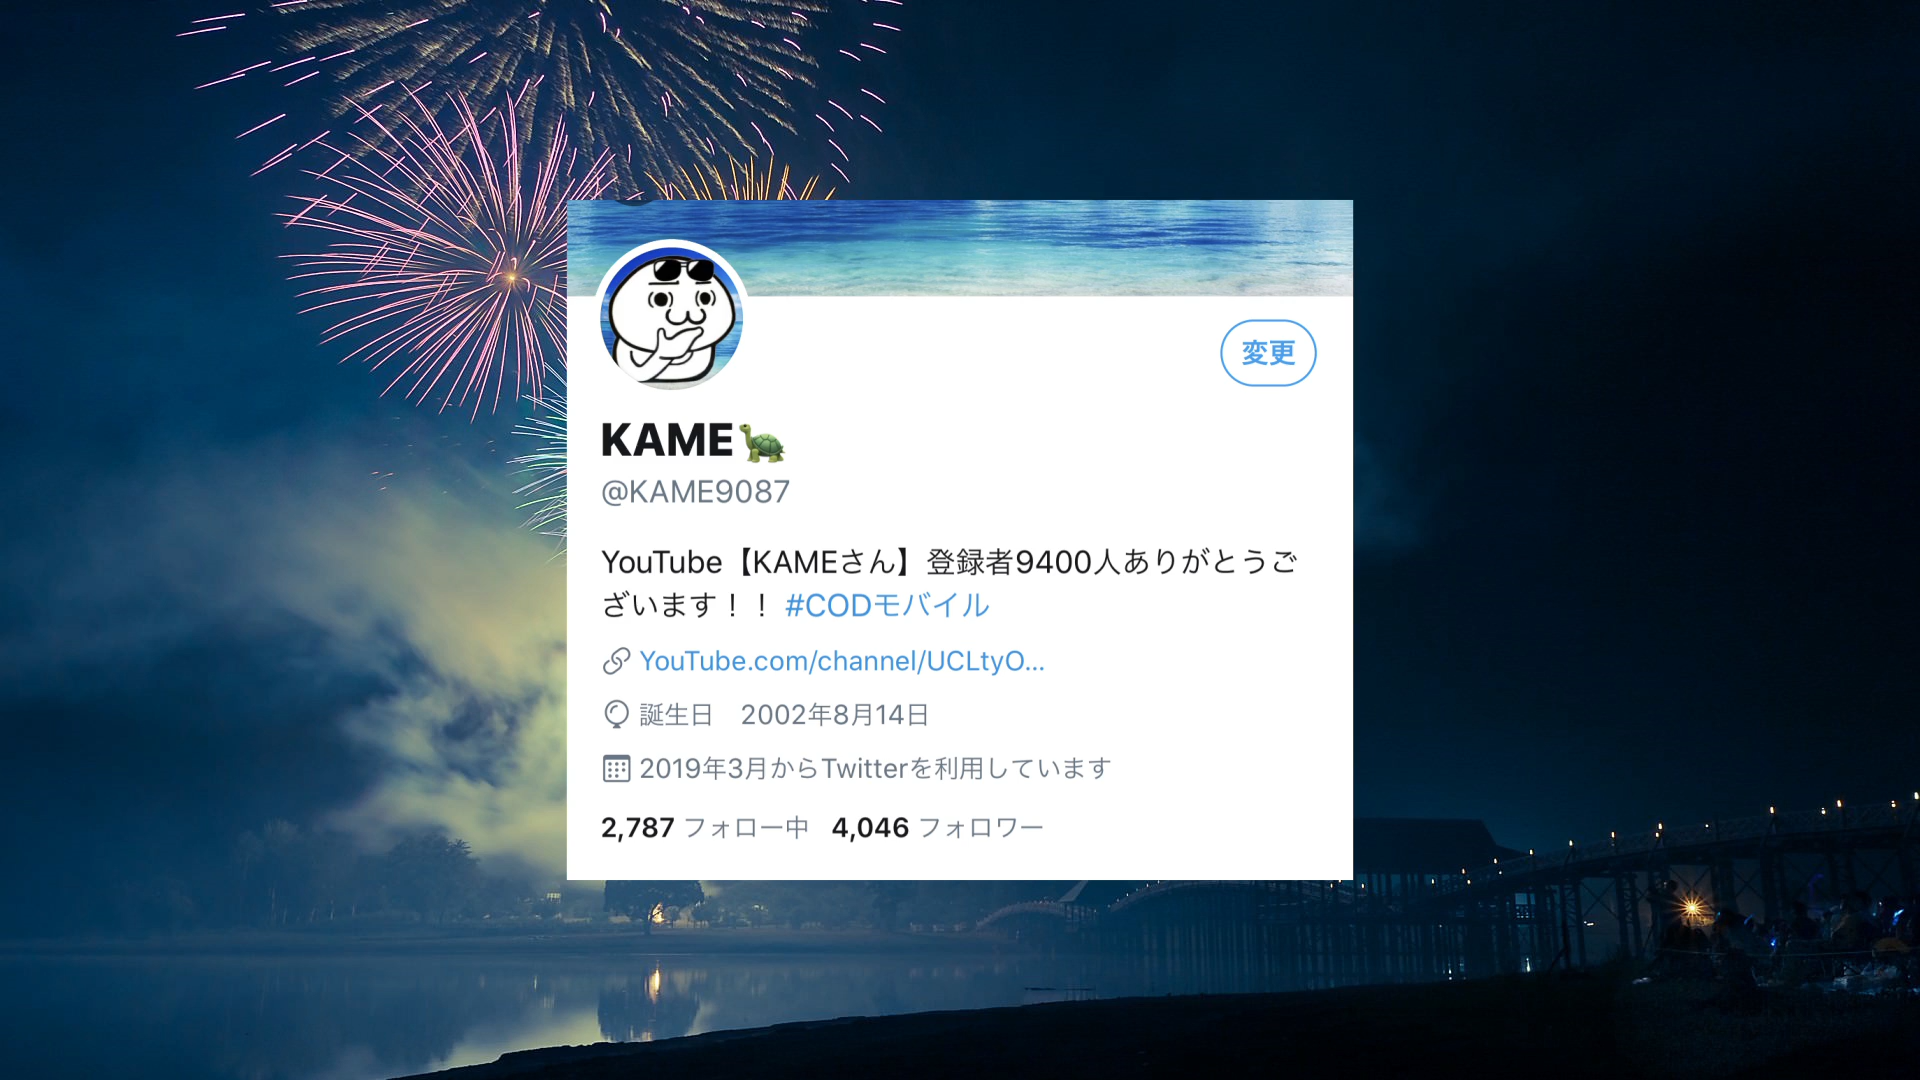 変更
KAME🐢
@KAME9087
YouTube【KAMEさん】登録者9400人ありがとうご
ざいます！！ #CODモバイル
YouTube.com/channel/UCLtyO...
誕生日　2002年8月14日
2019年3月からTwitterを利用しています
2,787 フォロー中 4,046 フォロワー